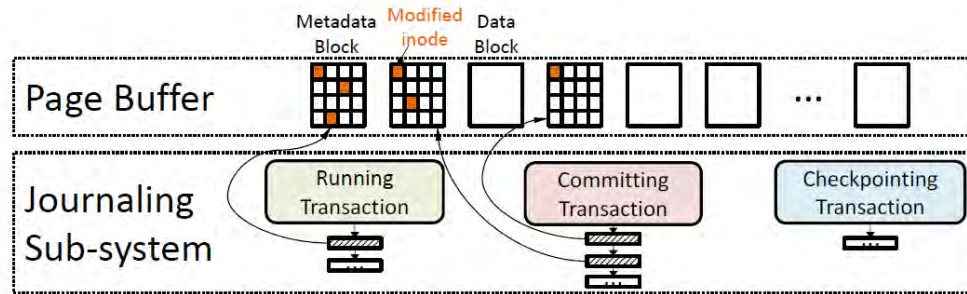 Metadata
Block
Modified
inode
Data
Block
Page Buffer
...
Journaling
Sub-system
Running
Transaction
...
Committing
Transaction
...
Checkpointing
Transaction
...